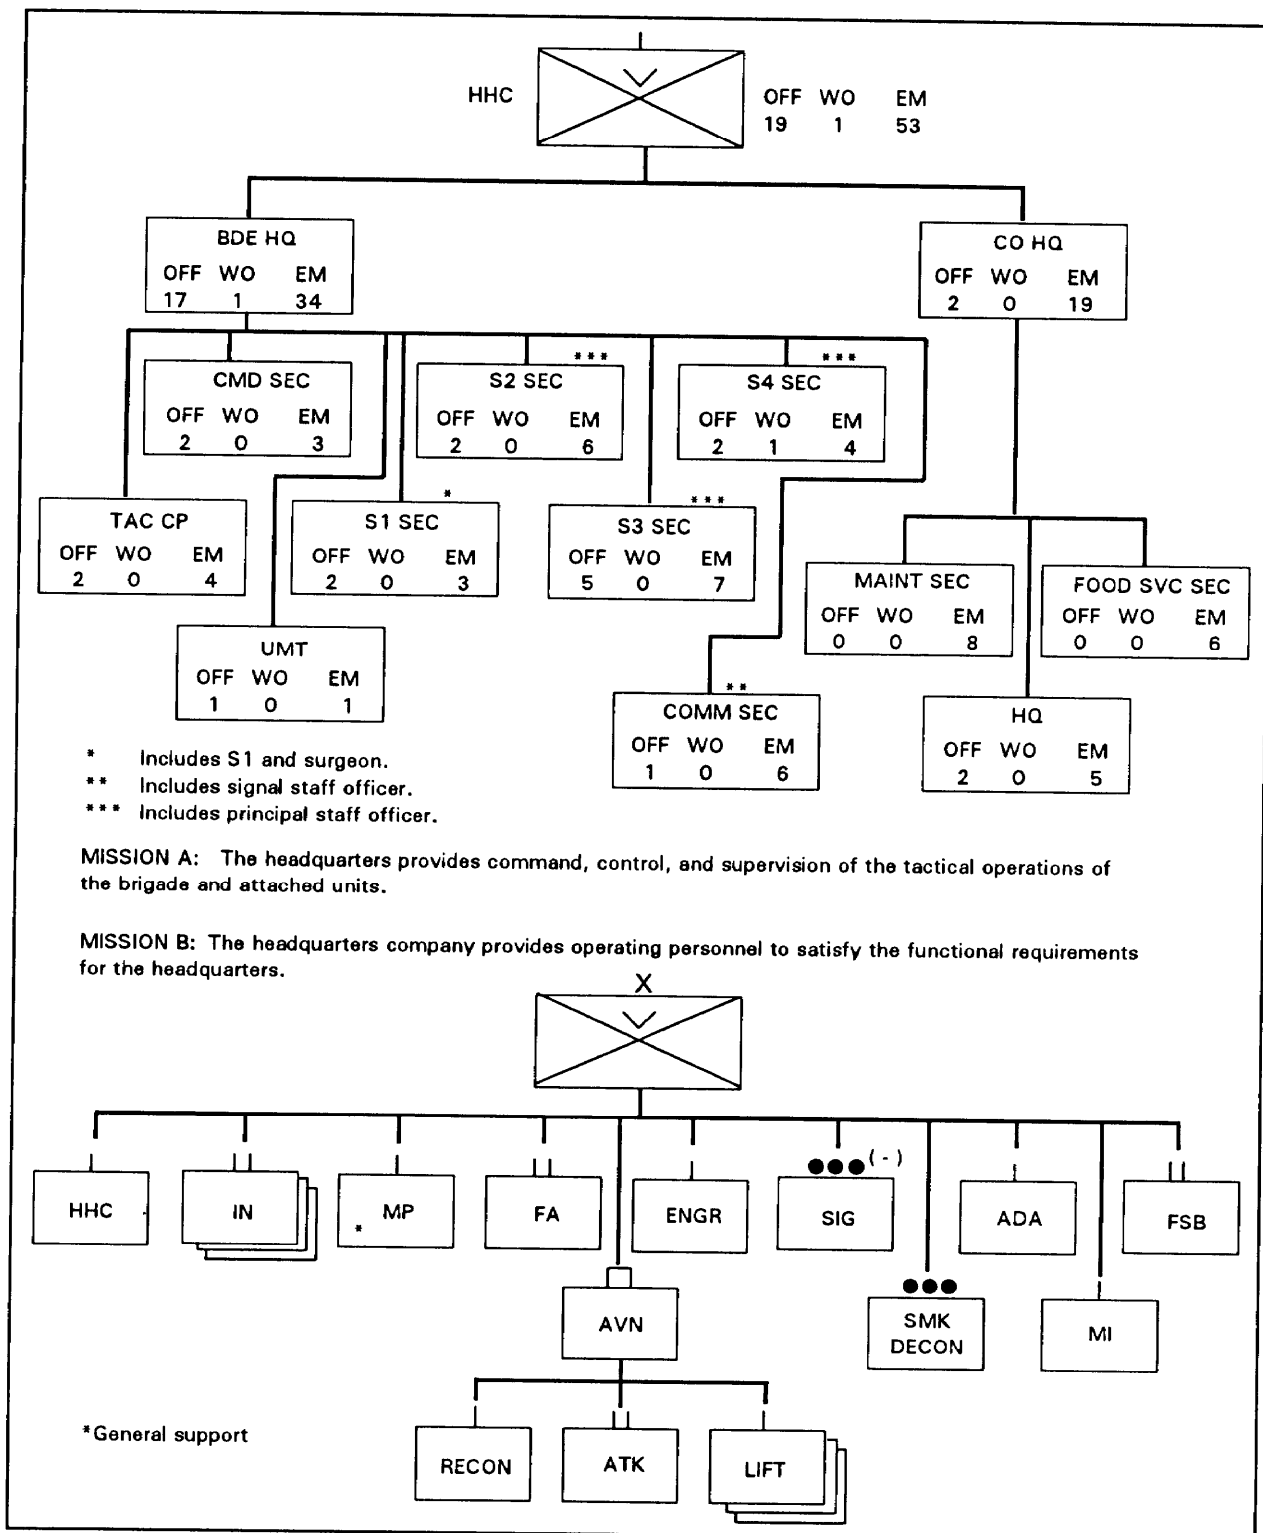 HHC
OFF WO EM
19 1 53
BDE HQ
OFF WO EM
17 1 34
CO HQ
OFF WO EM
2 0 19
CMD SEC
OFF WO EM
2 0 3
***
S2 SEC
OFF WO EM
2 0 6
***
S4 SEC
OFF WO EM
2 1 4
TAC CP
OFF WO EM
2 0 4
*
S1 SEC
OFF WO EM
2 0 3
***
S3 SEC
OFF WO EM
5 0 7
MAINT SEC
OFF WO EM
0 0 8
FOOD SVC SEC
OFF WO EM
0 0 6
UMT
OFF WO EM
1 0 1
**
COMM SEC
OFF WO EM
1 0 6
HQ
OFF WO EM
2 0 5
* Includes S1 and surgeon.
** Includes signal staff officer.
*** Includes principal staff officer.
MISSION A: The headquarters provides command, control, and supervision of the tactical operations of
the brigade and attached units.
MISSION B: The headquarters company provides operating personnel to satisfy the functional requirements
for the headquarters.
X
HHC
IN
* MP
FA
ENGR
(-)
SIG
ADA
FSB
AVN
SMK
DECON
MI
RECON
ATK
LIFT
*General support